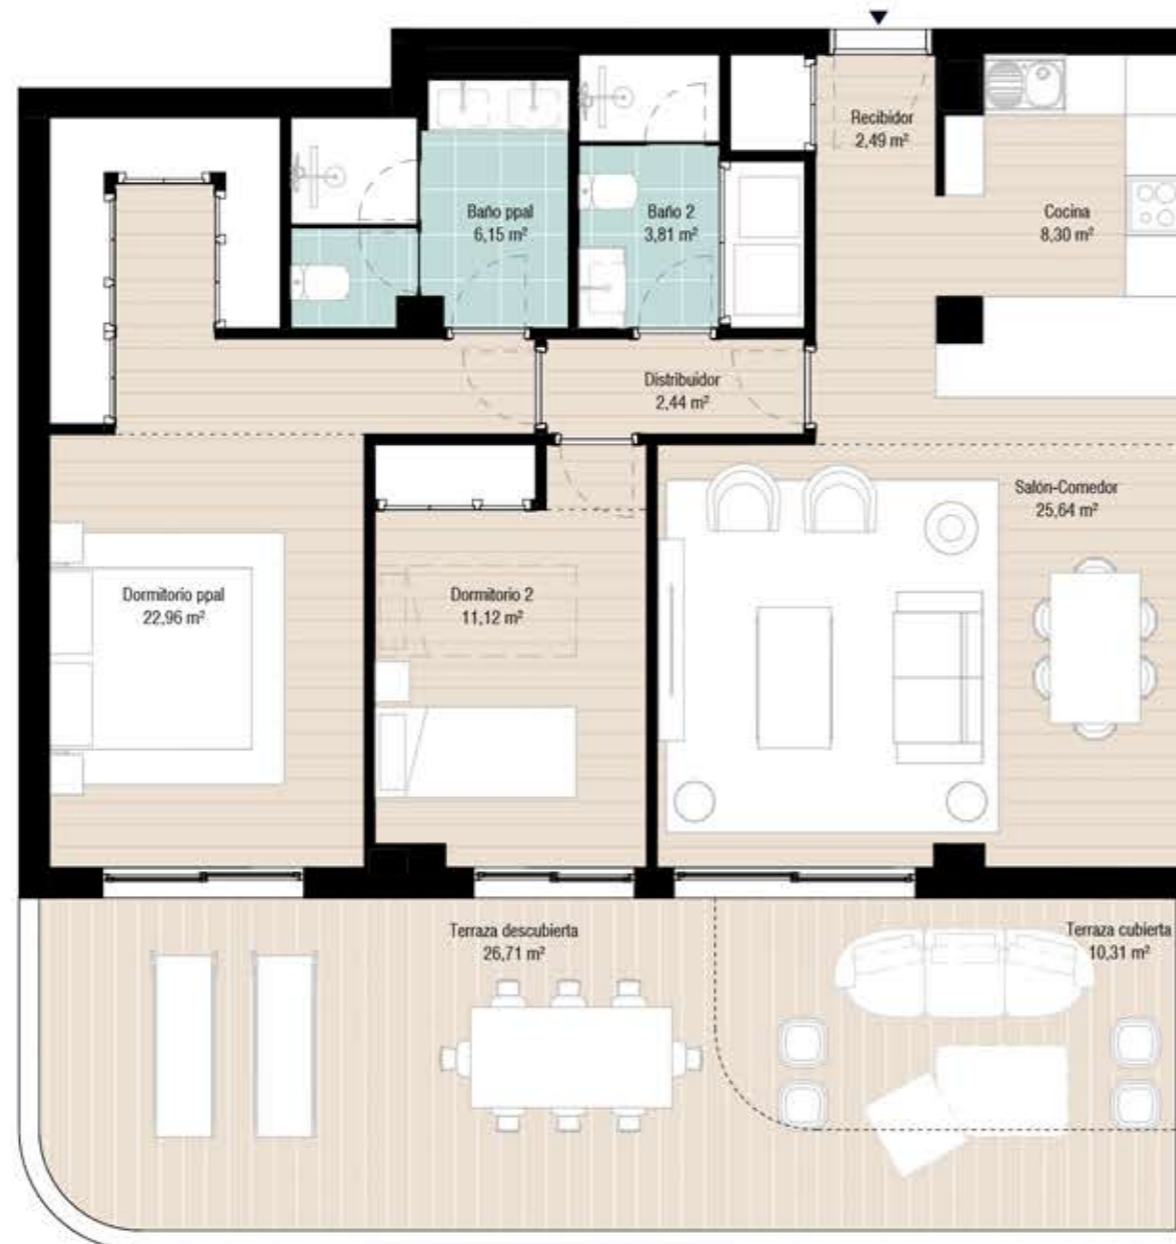 Recibidor
2,49 m²
Baño ppal
6,15 m²
Baño 2
3,81 m²
Cocina
8,30 m²
Distribuidor
2,44 m²
Salón-Comedor
25,64 m²
Dormitorio ppal
22,96 m²
Dormitorio 2
11,12 m²
Terraza descubierta
26,71 m²
Terraza cubierta
10,31 m²